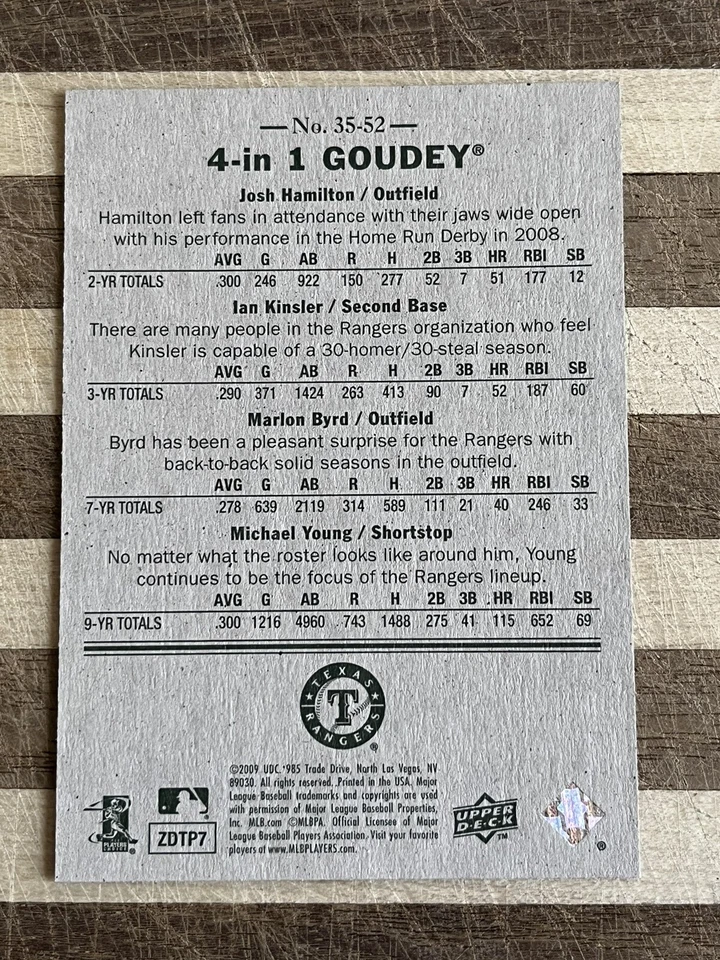 No. 35-52
4-in 1 GOUDEY®
Josh Hamilton / Outfield
Hamilton left fans in attendance with their jaws wide open
with his performance in the Home Run Derby in 2008.
AVG G AB R H 2B 3B HR RBI SB
2-YR TOTALS .300 246 922 150 277 52 7 51 177 12
Ian Kinsler / Second Base
There are many people in the Rangers organization who feel
Kinsler is capable of a 30-homer/30-steal season.
AVG G AB R H 2B 3B HR RBI SB
3-YR TOTALS .290 371 1424 263 413 90 7 52 187 60
Marlon Byrd / Outfield
Byrd has been a pleasant surprise for the Rangers with
back-to-back solid seasons in the outfield.
AVG G AB R H 2B 3B HR RBI SB
7-YR TOTALS .278 639 2119 314 589 111 21 40 246 33
Michael Young / Shortstop
No matter what the roster looks like around him, Young
continues to be the focus of the Rangers lineup.
AVG G AB R H 2B 3B HR RBI SB
9-YR TOTALS .300 1216 4960 743 1488 275 41 115 652 69
TEXAS
T
RANGERS
®
©2009 UDC. 985 Trade Drive, North Las Vegas, NV
89030. All rights reserved. Printed in the USA. Major
League Baseball trademarks and copyrights are used
with permission of Major League Baseball Properties,
Inc. MLB.com ©MLBPA. Official Licensee of Major
League Baseball Players Association. Visit your favorite
players at www.MLBPLAYERS.com.
PLAYERS
ZDTP7
UPPER
DECK
TM
®